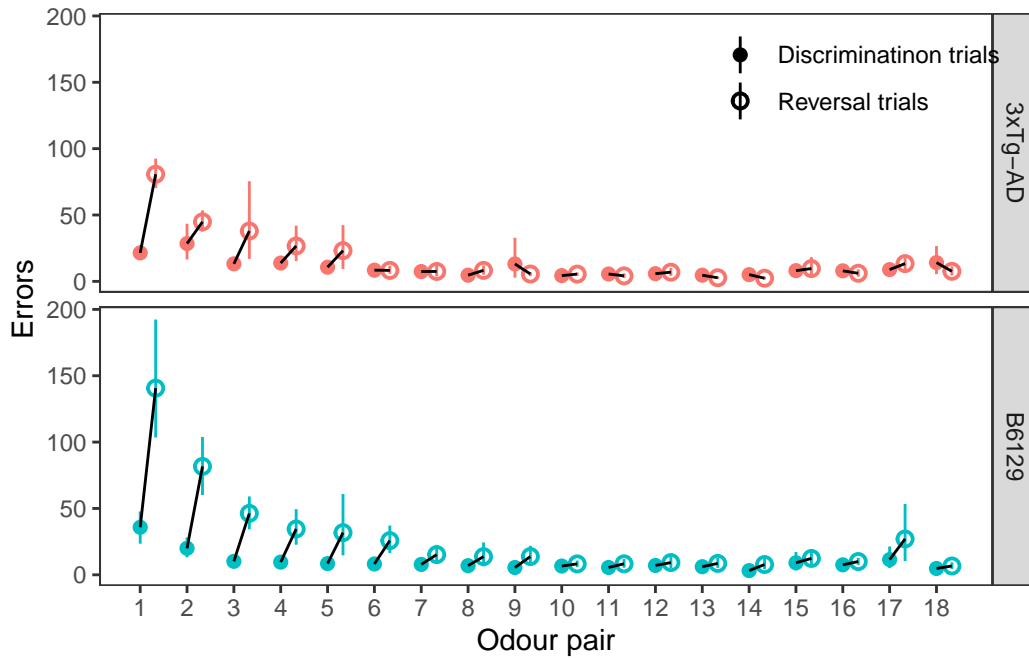 200
150
100
50
0
Discriminatinon trials
Reversal trials
3xTg−AD
Errors
200
150
100
50
0
B6129
1 2 3 4 5 6 7 8 9 10 11 12 13 14 15 16 17 18
Odour pair